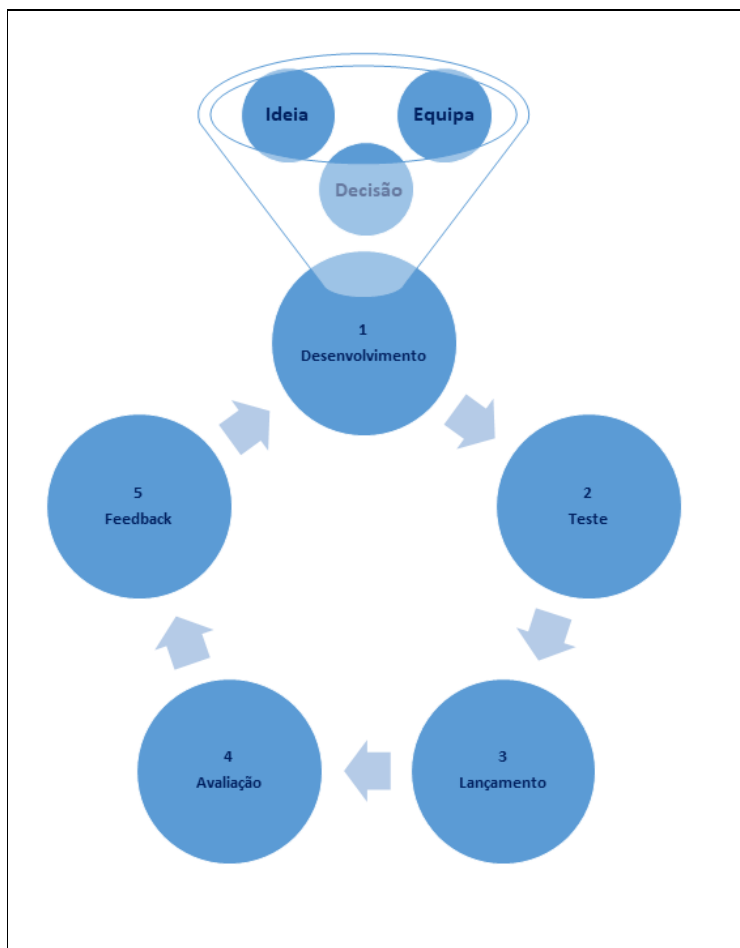 Ideia
Equipa
Decisão
1
Desenvolvimento
2
Teste
3
Lançamento
4
Avaliação
5
Feedback